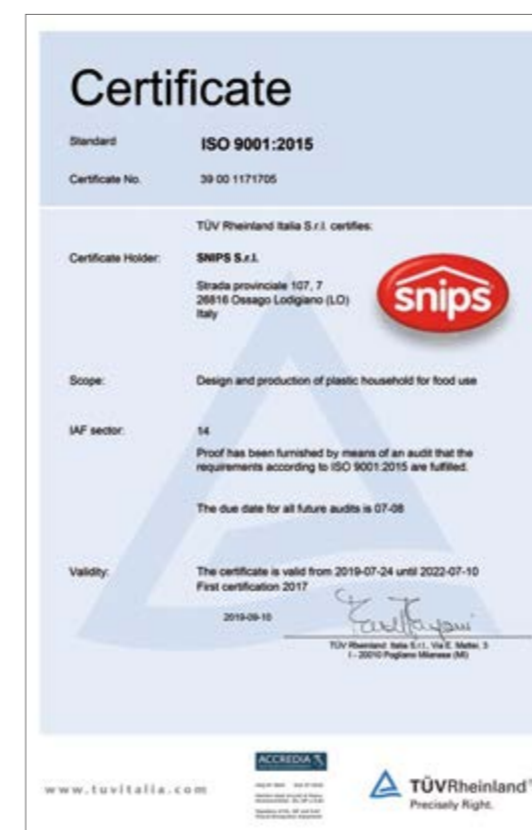 Certificate
Standard ISO 9001:2015
Certificate No. 39 00 1171705
TÜV Rheinland Italia S.r.l. certifies:
Certificate Holder: SNIPS S.r.l.
Strada provinciale 107, 7
26816 Ossago Lodigiano (LO)
Italy
snips
Scope: Design and production of plastic household for food use
IAF sector: 14
Proof has been furnished by means of an audit that the
requirements according to ISO 9001:2015 are fulfilled.
The due date for all future audits is 07-08
Validity: The certificate is valid from 2019-07-24 until 2022-07-10
First certification 2017
2019-09-10
TÜV Rheinland Italia S.r.l., Via E. Mattei, 3
I - 20010 Pogliano Milanese (MI)
ACCREDIA
www.tuvitalia.com
TÜVRheinland®
Precisely Right.